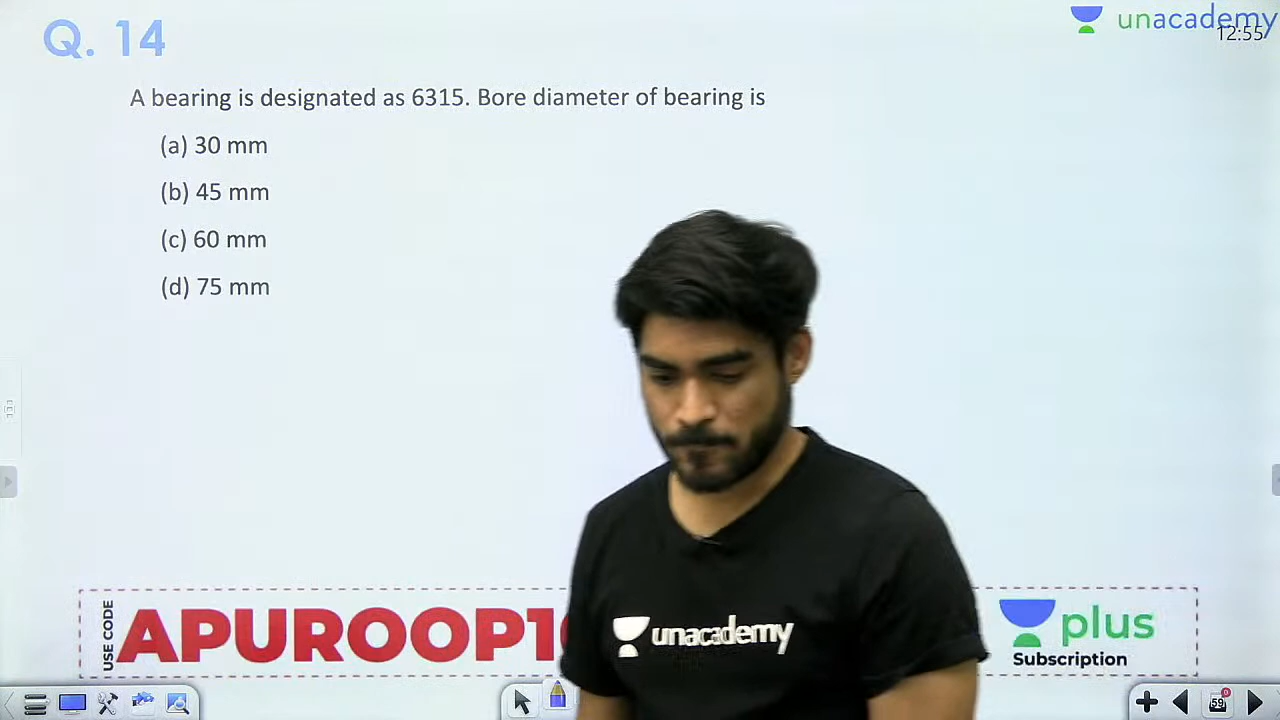 Q. 14
unacademy
12:55
A bearing is designated as 6315. Bore diameter of bearing is
(a) 30 mm
(b) 45 mm
(c) 60 mm
(d) 75 mm
USE CODE
APUROOP1
unacademy
plus
Subscription
59